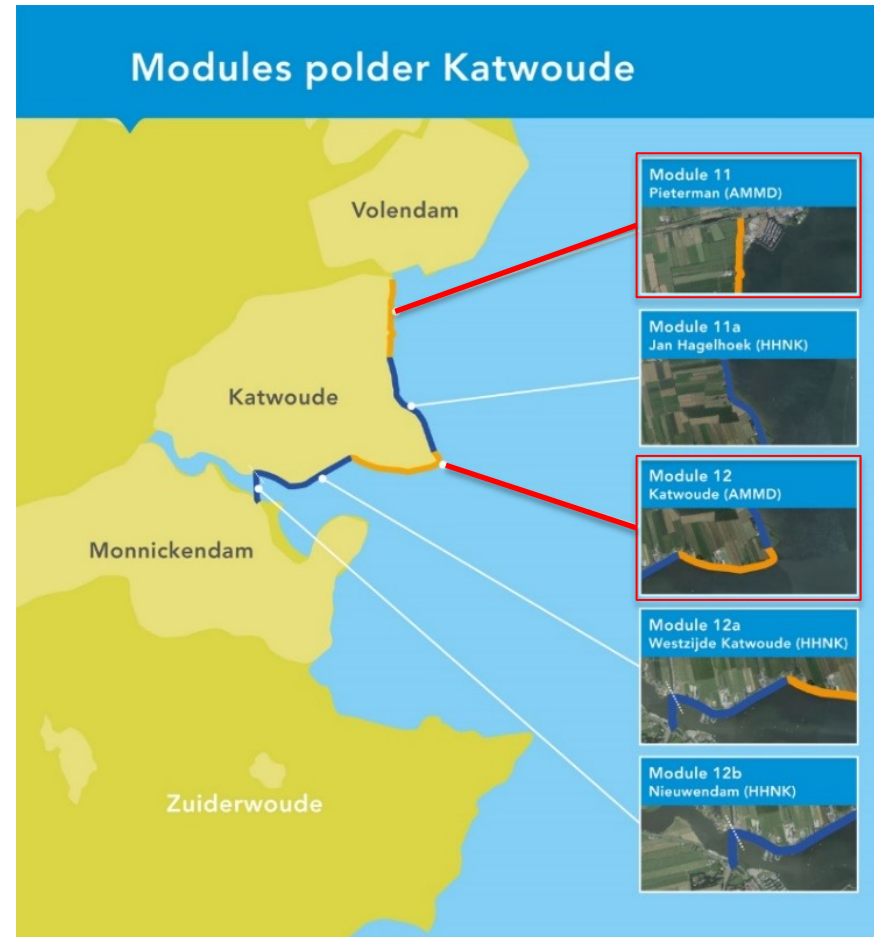 Modules polder Katwoude
Volendam
Katwoude
Monnickendam
Zuiderwoude
Module 11
Pieterman (AMMD)
Module 11a
Jan Hagelhoek (HHNK)
Module 12
Katwoude (AMMD)
Module 12a
Westzijde Katwoude (HHNK)
Module 12b
Nieuwendam (HHNK)